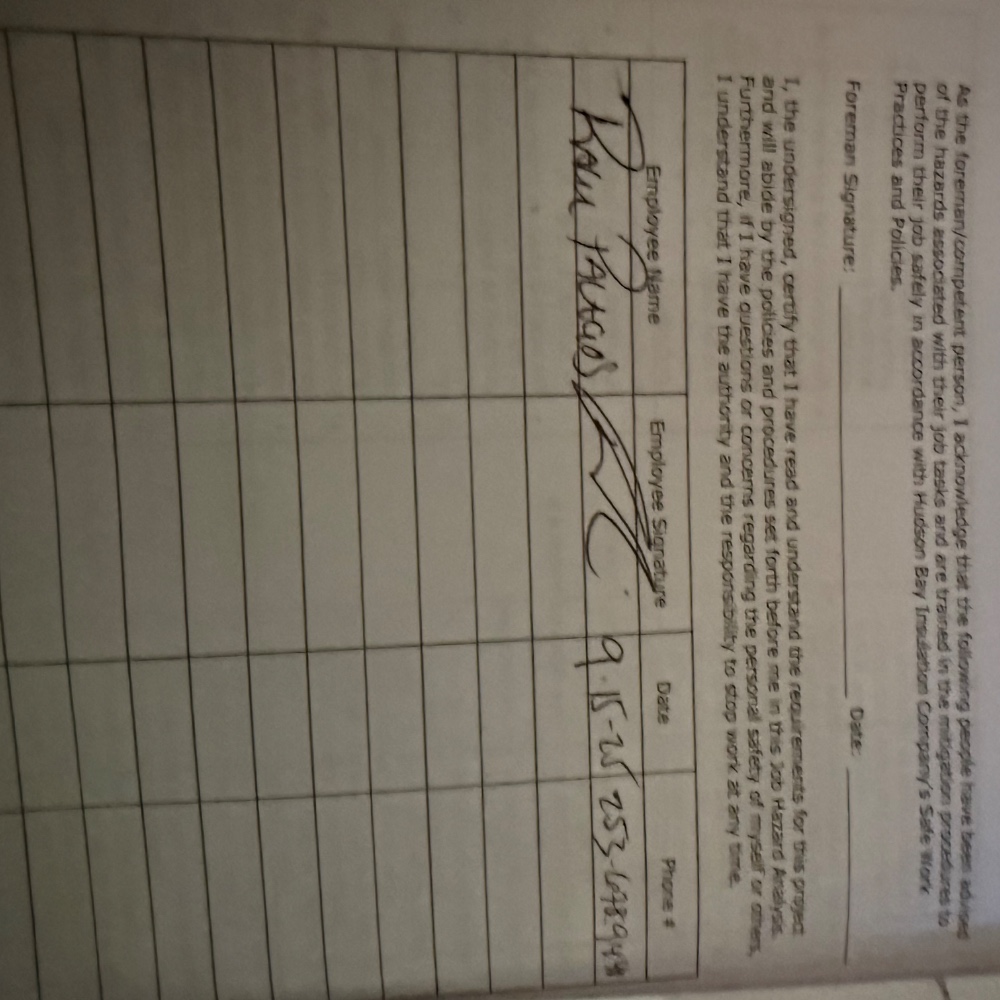 As the foreman/competent person, I acknowledge that the following people have been advised
of the hazards associated with their job tasks and are trained in the mitigation procedures to
perform their job safely in accordance with Hudson Bay Insulation Company's Safe Work
Practices and Policies.
Foreman Signature: Date:
I, the undersigned, certify that I have read and understand the requirements for this project
and will abide by the policies and procedures set forth before me in this Job Hazard Analysis.
Furthermore, if I have questions or concerns regarding the personal safety of myself or others,
I understand that I have the authority and the responsibility to stop work at any time.
Employee Name Employee Signature Date Phone #
9-15-25 253-